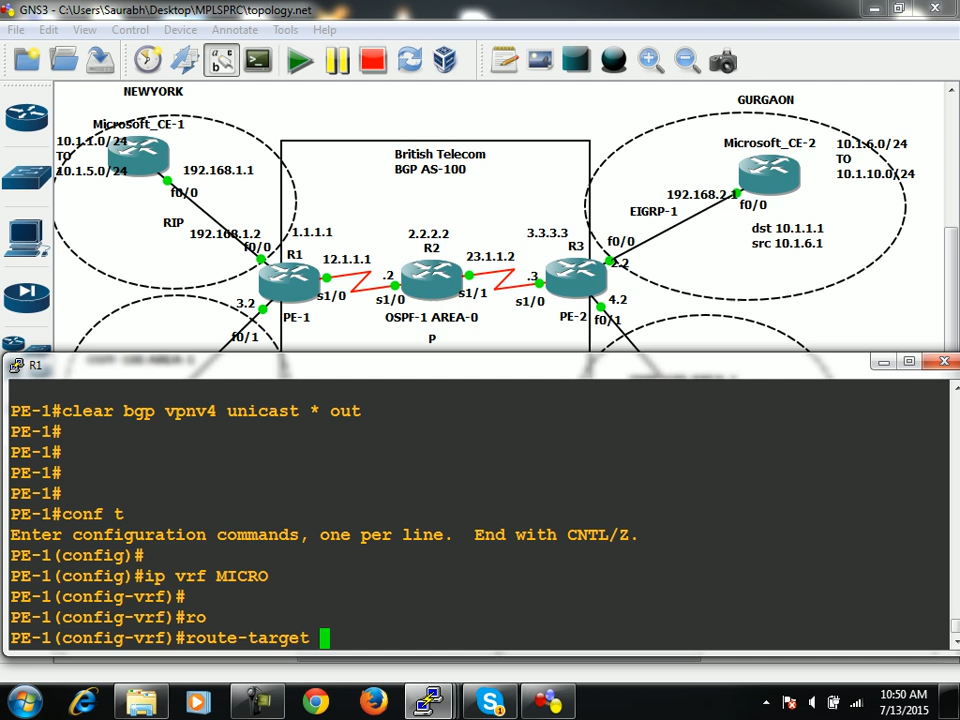 GNS3 - C:\Users\Saurabh\Desktop\MPLSPRC\topology.net
File Edit View Control Device Annotate Tools Help
NEWYORK
GURGAON
Microsoft_CE-1
10.1.1.0/24
TO
10.1.5.0/24
192.168.1.1
f0/0
RIP
192.168.1.2
f0/0
British Telecom
BGP AS-100
Microsoft_CE-2
10.1.6.0/24
TO
10.1.10.0/24
192.168.2.1
f0/0
EIGRP-1
dst 10.1.1.1
src 10.1.6.1
1.1.1.1
R1
12.1.1.1
s1/0
PE-1
3.2
f0/1
2.2.2.2
R2
.2
s1/0
23.1.1.2
s1/1
OSPF-1 AREA-0
P
3.3.3.3
R3
.3
s1/0
f0/0
2.2
PE-2
4.2
f0/1
R1
PE-1#clear bgp vpnv4 unicast * out
PE-1#
PE-1#
PE-1#
PE-1#
PE-1#conf t
Enter configuration commands, one per line.  End with CNTL/Z.
PE-1(config)#
PE-1(config)#ip vrf MICRO
PE-1(config-vrf)#
PE-1(config-vrf)#ro
PE-1(config-vrf)#route-target
10:50 AM
7/13/2015